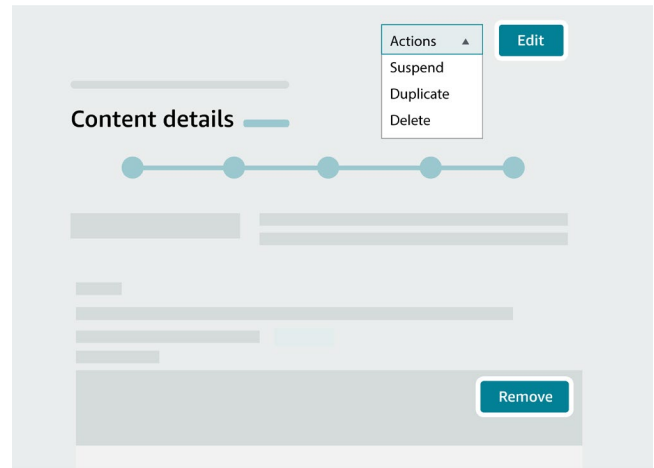 Actions
Edit
Suspend
Duplicate
Delete
Content details
Remove